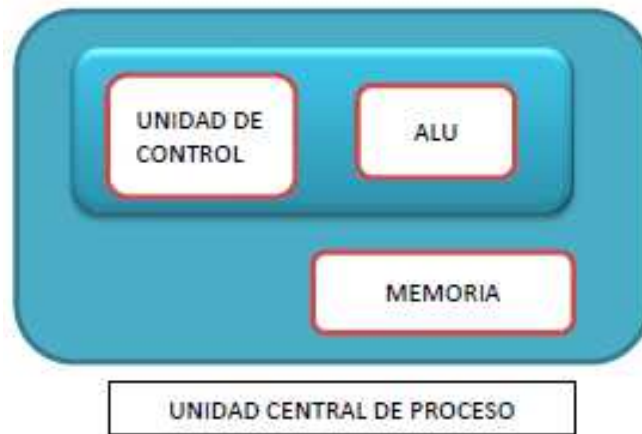 UNIDAD DE
CONTROL
ALU
MEMORIA
UNIDAD CENTRAL DE PROCESO